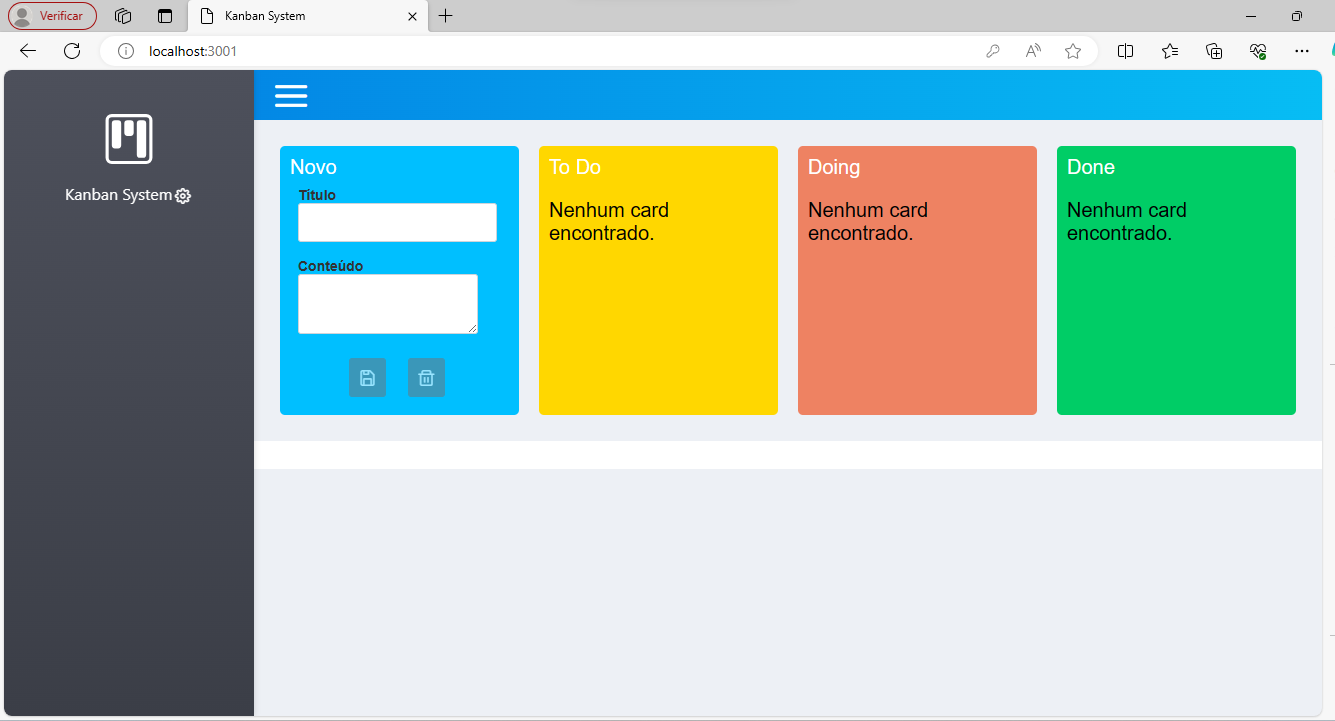 Verificar
Kanban System
localhost:3001
Kanban System
Novo
Título
Conteúdo
To Do
Nenhum card
encontrado.
Doing
Nenhum card
encontrado.
Done
Nenhum card
encontrado.